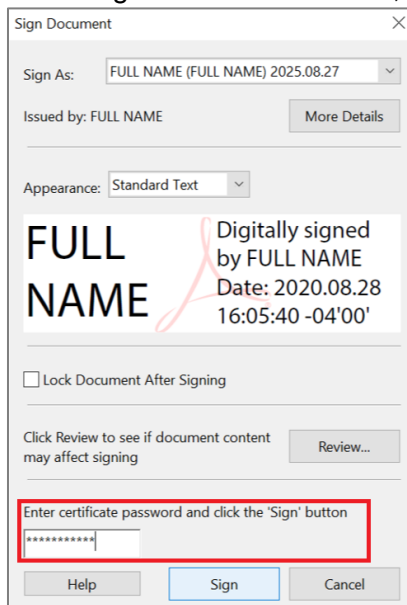 Sign Document
Sign As: FULL NAME (FULL NAME) 2025.08.27
Issued by: FULL NAME More Details
Appearance: Standard Text
FULL
NAME
Digitally signed
by FULL NAME
Date: 2020.08.28
16:05:40 -04'00'
Lock Document After Signing
Click Review to see if document content
may affect signing
Review...
Enter certificate password and click the 'Sign' button
***********
Help Sign Cancel